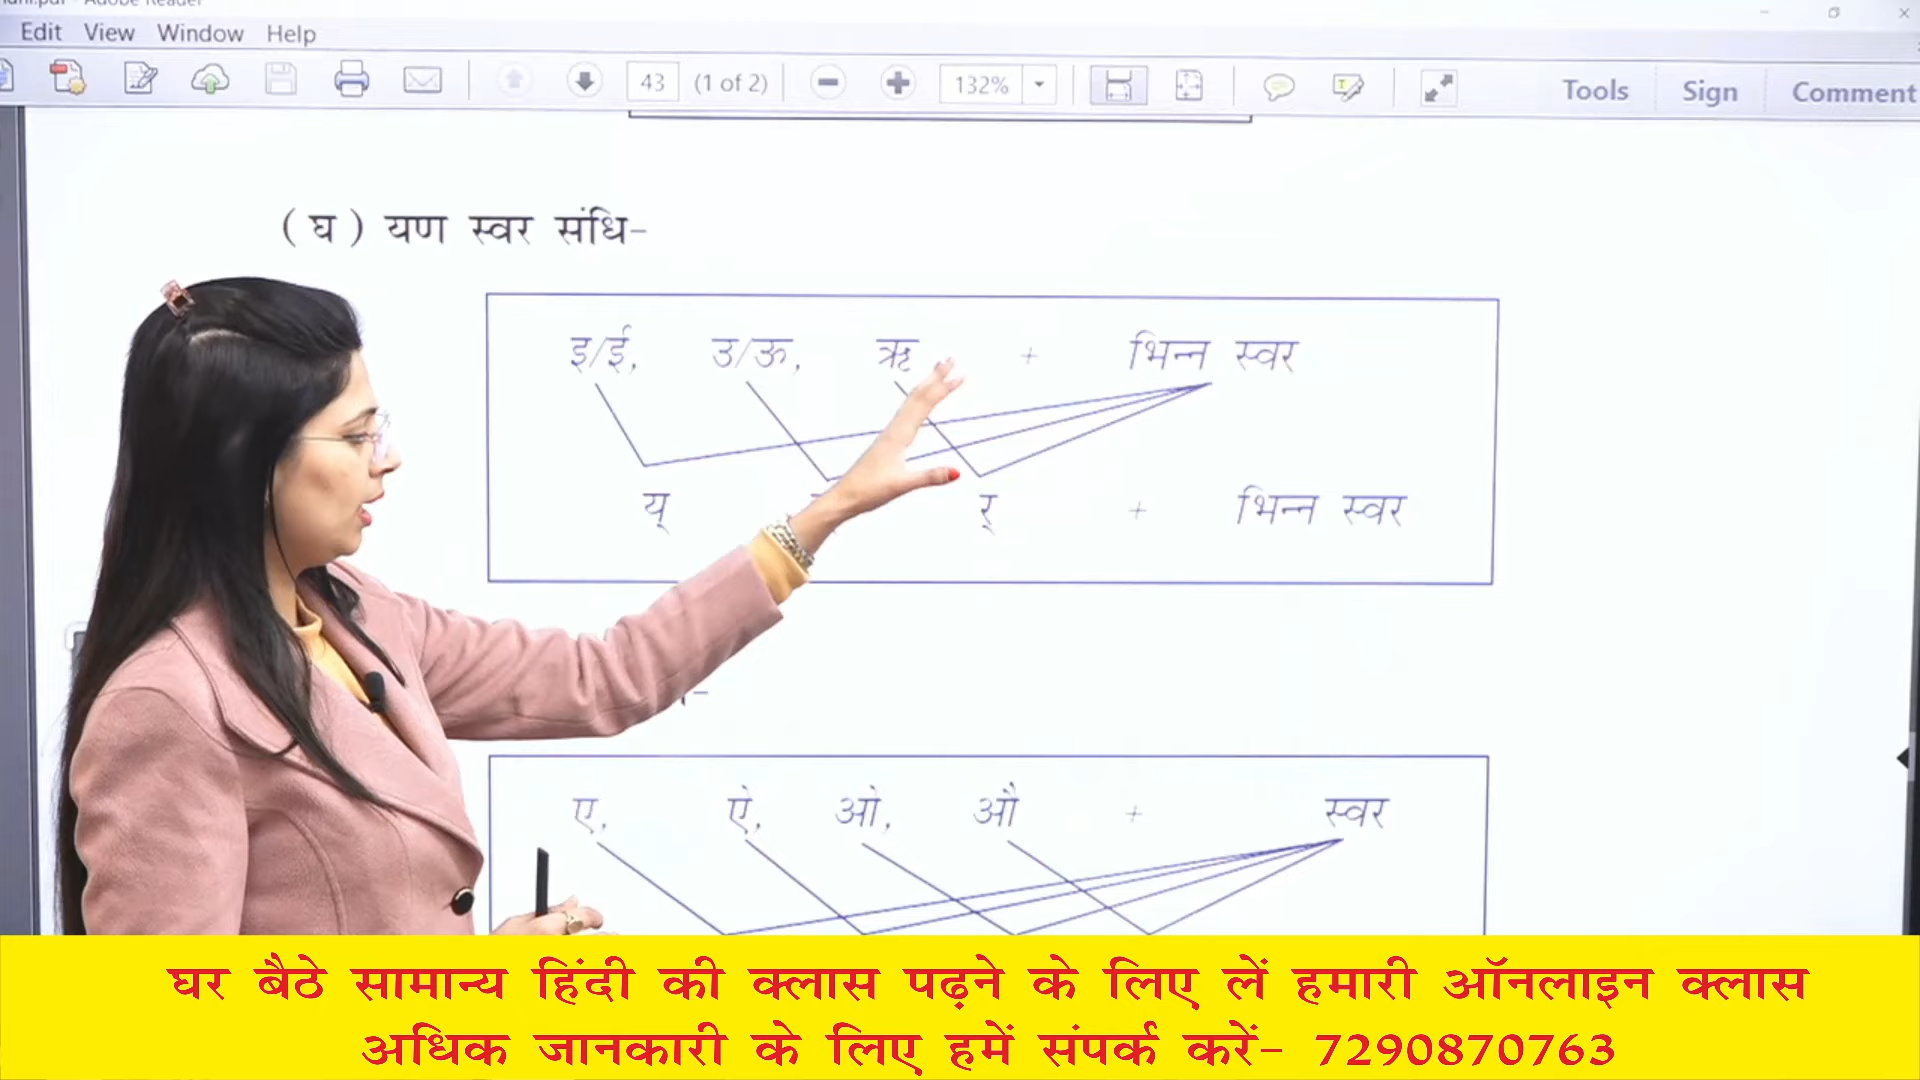 Edit View Window Help
43 (1 of 2) 132% Tools Sign Comment
(घ) यण स्वर संधि-
इ/ई, उ/ऊ, ऋ + भिन्न स्वर
य् र् + भिन्न स्वर
ए, ऐ, ओ, औ + स्वर
घर बैठे सामान्य हिंदी की क्लास पढ़ने के लिए लें हमारी ऑनलाइन क्लास
अधिक जानकारी के लिए हमें संपर्क करें- 7290870763